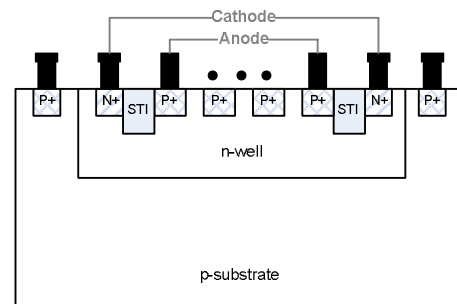 Cathode
Anode
P+ N+ STI P+ P+ P+ P+ STI N+ P+
n-well
p-substrate